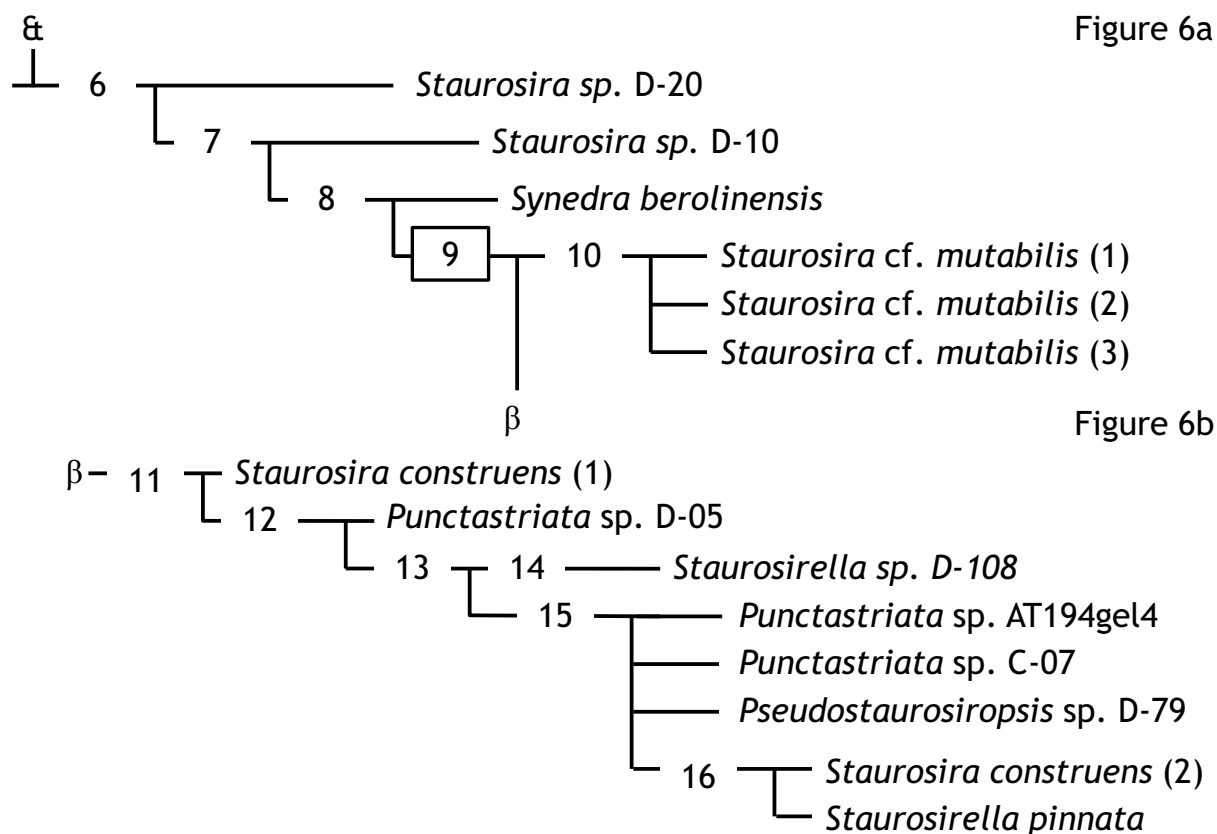 &
Figure 6a
6 Staurosira sp. D-20
7 Staurosira sp. D-10
8 Synedra berolinensis
9 10 Staurosira cf. mutabilis (1)
Staurosira cf. mutabilis (2)
Staurosira cf. mutabilis (3)
β
Figure 6b
β 11 Staurosira construens (1)
12 Punctastriata sp. D-05
13 14 Staurosirella sp. D-108
15 Punctastriata sp. AT194gel4
Punctastriata sp. C-07
Pseudostaurosiropsis sp. D-79
16 Staurosira construens (2)
Staurosirella pinnata